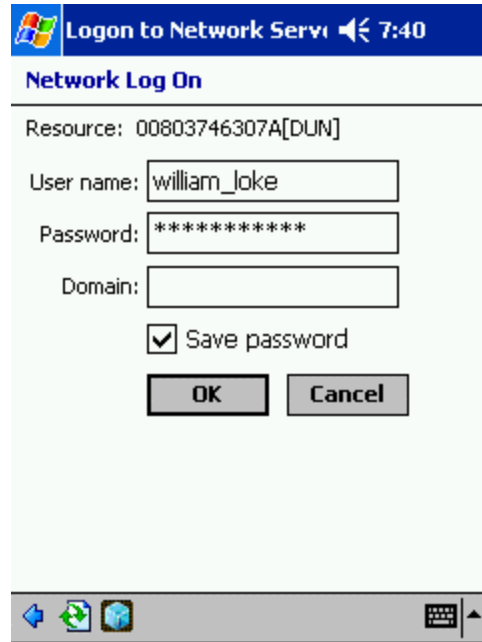 Logon to Network Serv 7:40
Network Log On
Resource: 00803746307A[DUN]
User name: william_loke
Password: ***********
Domain:
Save password
OK Cancel